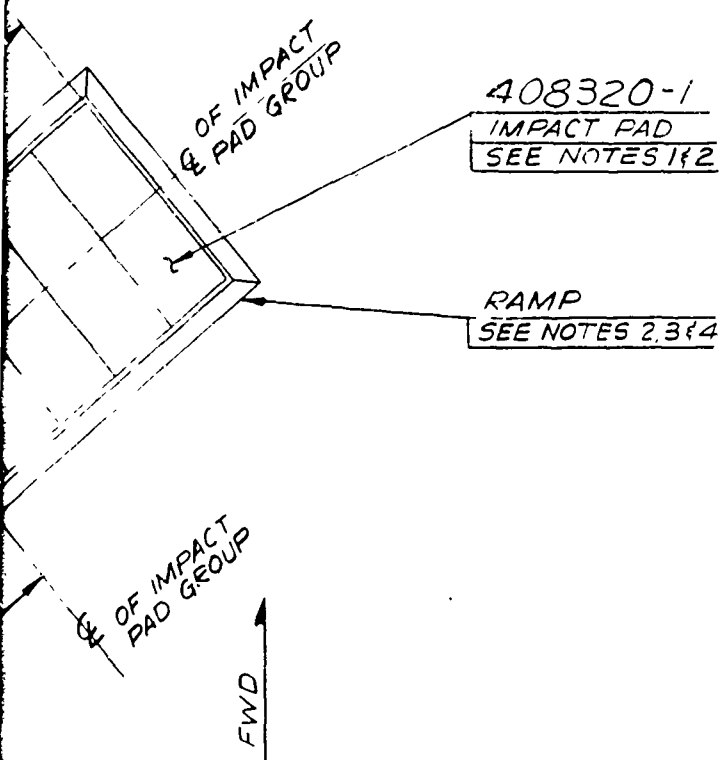 ℄ OF IMPACT
PAD GROUP
408320-1
IMPACT PAD
SEE NOTES 1&2
RAMP
SEE NOTES 2,3&4
℄ OF IMPACT
PAD GROUP
FWD